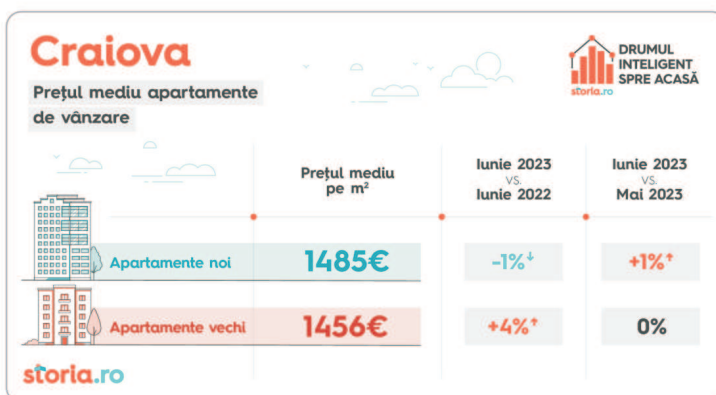 Craiova
Prețul mediu apartamente
de vânzare
DRUMUL
INTELIGENT
SPRE ACASĂ
storia.ro
Prețul mediu
pe m²
Iunie 2023
VS.
Iunie 2022
Iunie 2023
VS.
Mai 2023
Apartamente noi
1485€
-1%↓
+1%↑
Apartamente vechi
1456€
+4%↑
0%
storia.ro